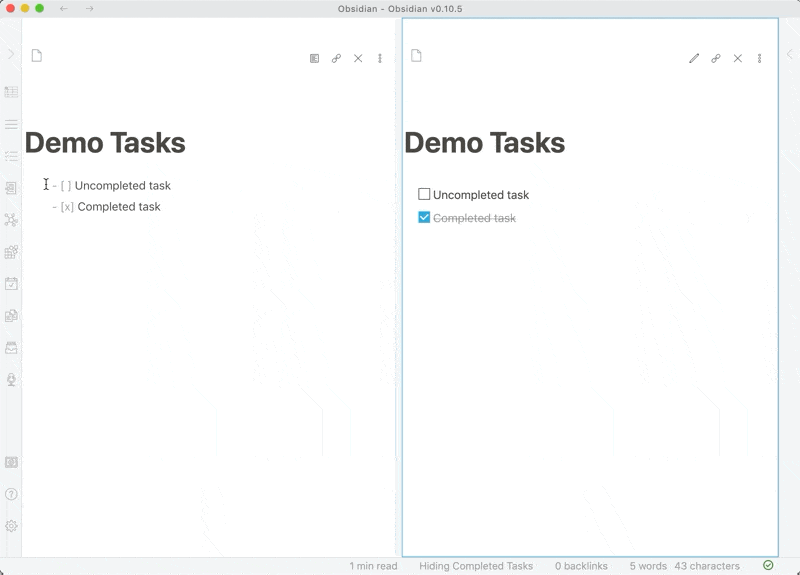 Obsidian - Obsidian v0.10.5
Demo Tasks
- [ ] Uncompleted task
- [x] Completed task
Demo Tasks
Uncompleted task
Completed task
1 min read Hiding Completed Tasks 0 backlinks 5 words 43 characters